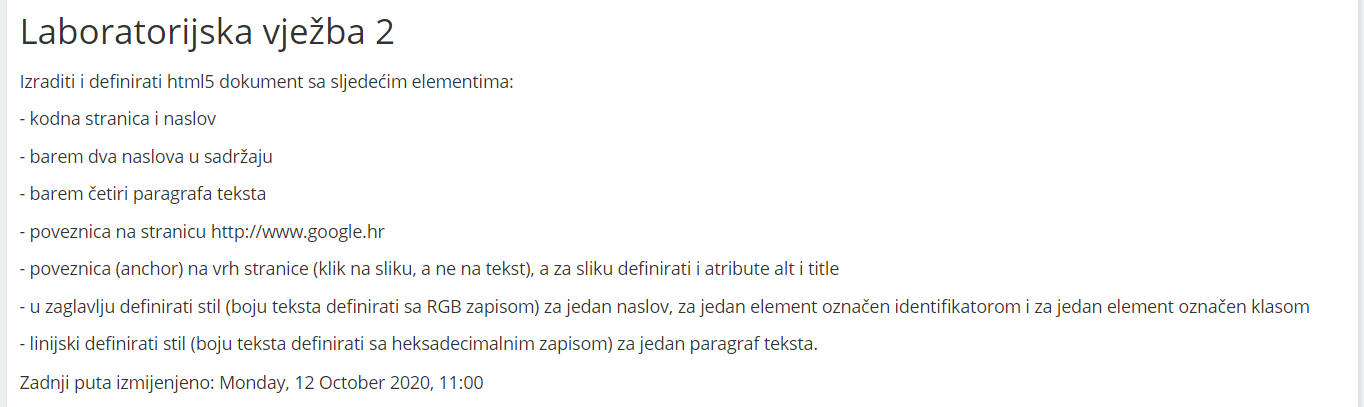 Laboratorijska vježba 2
Izraditi i definirati html5 dokument sa sljedećim elementima:
- kodna stranica i naslov
- barem dva naslova u sadržaju
- barem četiri paragrafa teksta
- poveznica na stranicu http://www.google.hr
- poveznica (anchor) na vrh stranice (klik na sliku, a ne na tekst), a za sliku definirati i atribute alt i title
- u zaglavlju definirati stil (boju teksta definirati sa RGB zapisom) za jedan naslov, za jedan element označen identifikatorom i za jedan element označen klasom
- linijski definirati stil (boju teksta definirati sa heksadecimalnim zapisom) za jedan paragraf teksta.
Zadnji puta izmijenjeno: Monday, 12 October 2020, 11:00